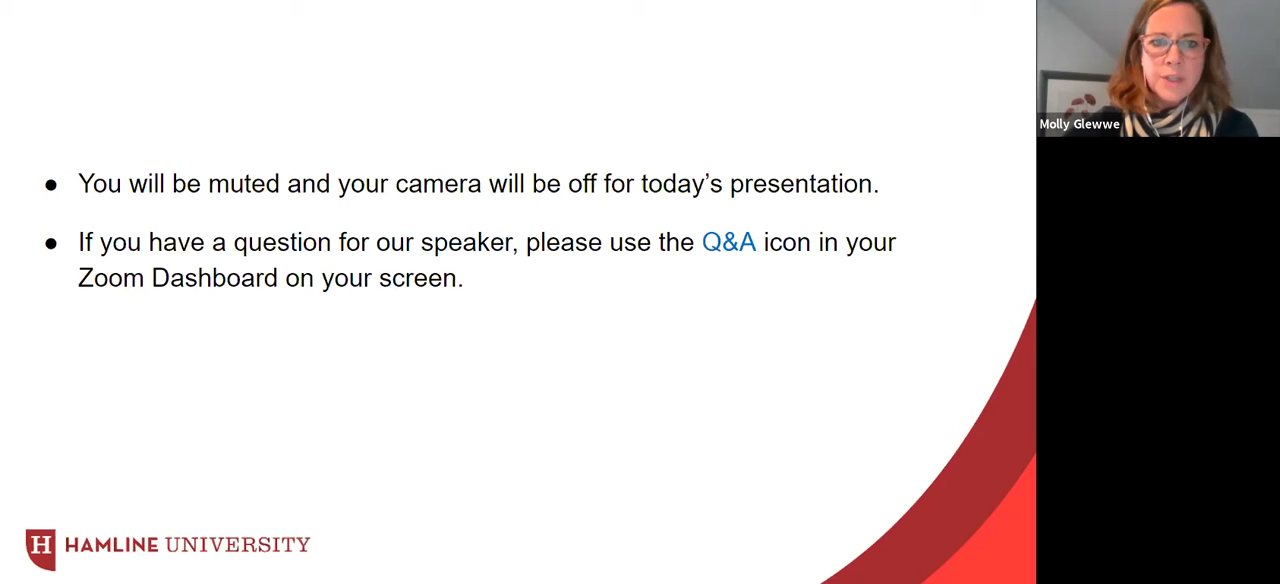 Molly Glewwe
● You will be muted and your camera will be off for today’s presentation.
● If you have a question for our speaker, please use the Q&A icon in your
Zoom Dashboard on your screen.
H HAMLINE UNIVERSITY